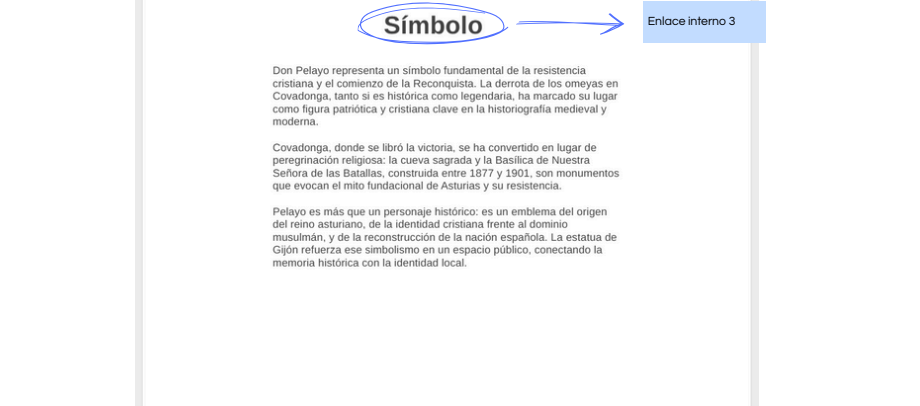 Símbolo
Enlace interno 3
Don Pelayo representa un símbolo fundamental de la resistencia
cristiana y el comienzo de la Reconquista. La derrota de los omeyas en
Covadonga, tanto si es histórica como legendaria, ha marcado su lugar
como figura patriótica y cristiana clave en la historiografía medieval y
moderna.
Covadonga, donde se libró la victoria, se ha convertido en lugar de
peregrinación religiosa: la cueva sagrada y la Basílica de Nuestra
Señora de las Batallas, construida entre 1877 y 1901, son monumentos
que evocan el mito fundacional de Asturias y su resistencia.
Pelayo es más que un personaje histórico: es un emblema del origen
del reino asturiano, de la identidad cristiana frente al dominio
musulmán, y de la reconstrucción de la nación española. La estatua de
Gijón refuerza ese simbolismo en un espacio público, conectando la
memoria histórica con la identidad local.